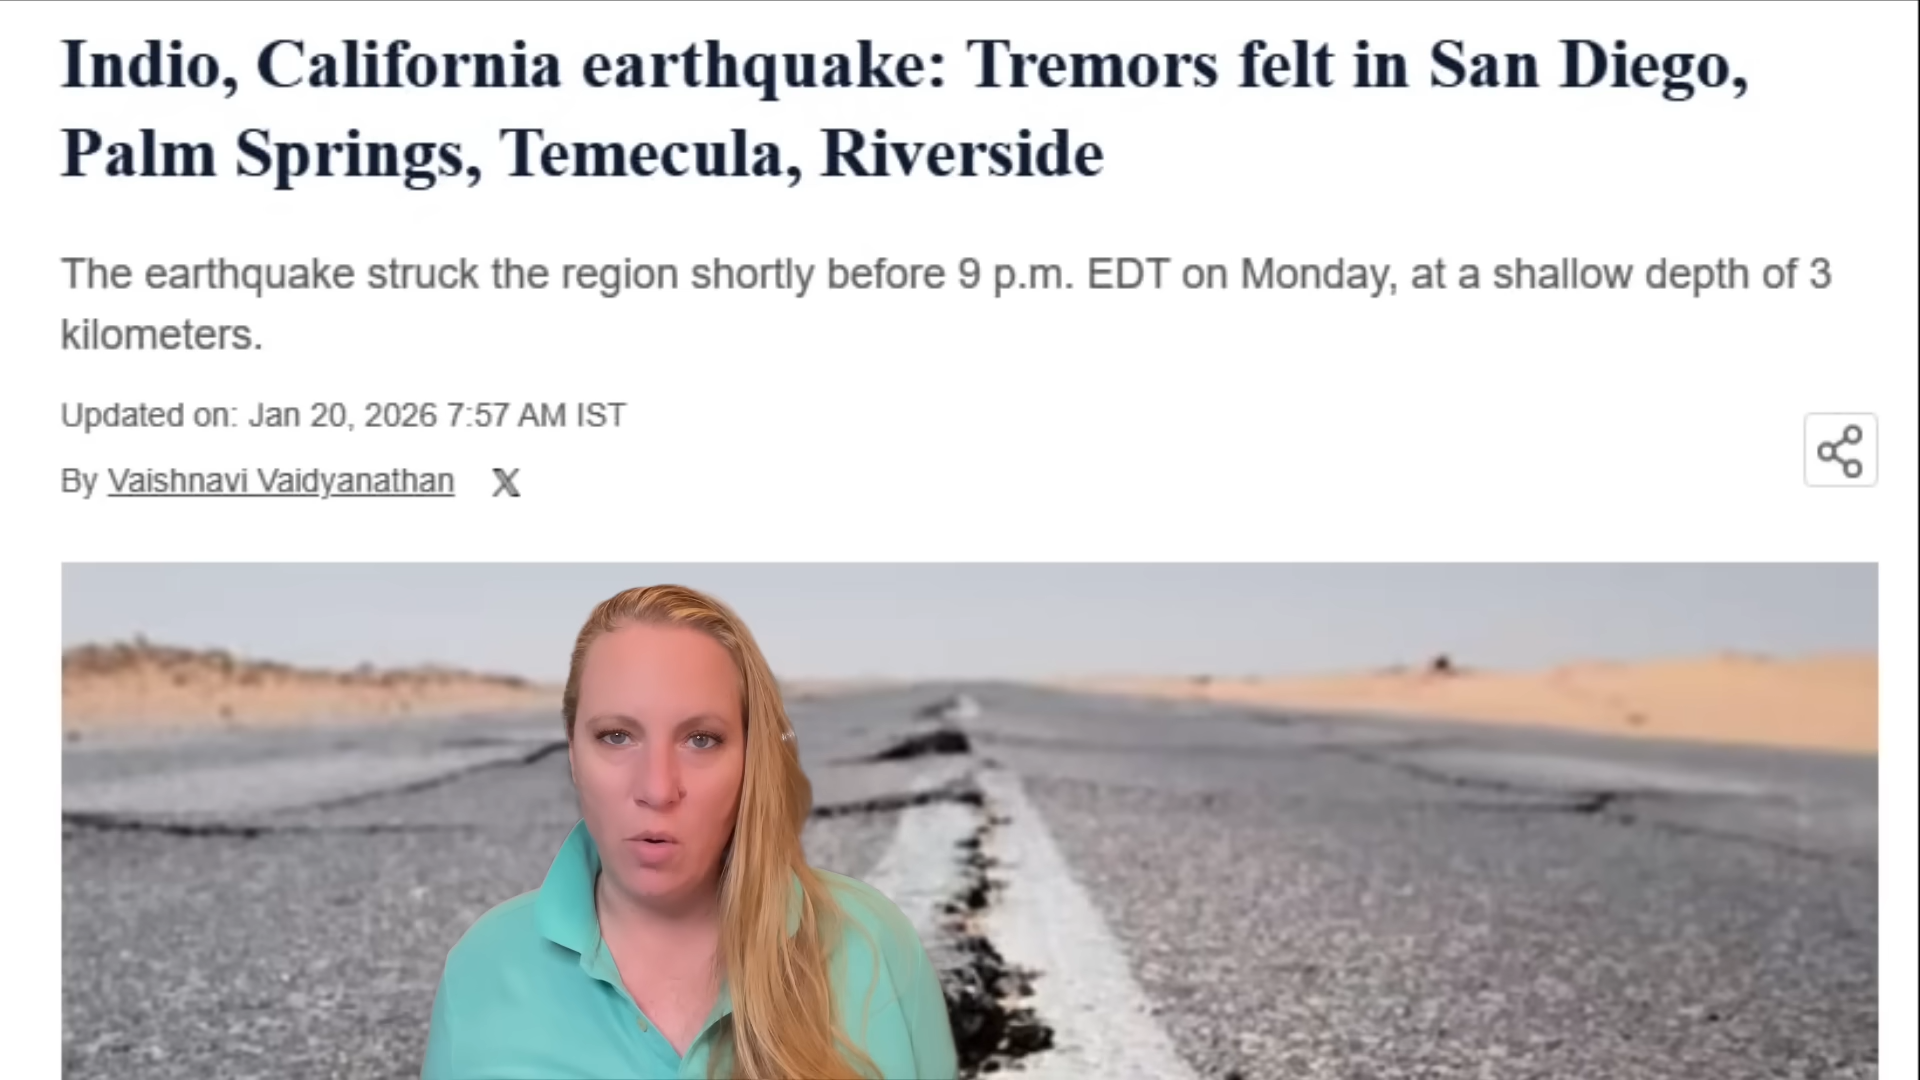 Indio, California earthquake: Tremors felt in San Diego,
Palm Springs, Temecula, Riverside
The earthquake struck the region shortly before 9 p.m. EDT on Monday, at a shallow depth of 3
kilometers.
Updated on: Jan 20, 2026 7:57 AM IST
By Vaishnavi Vaidyanathan X